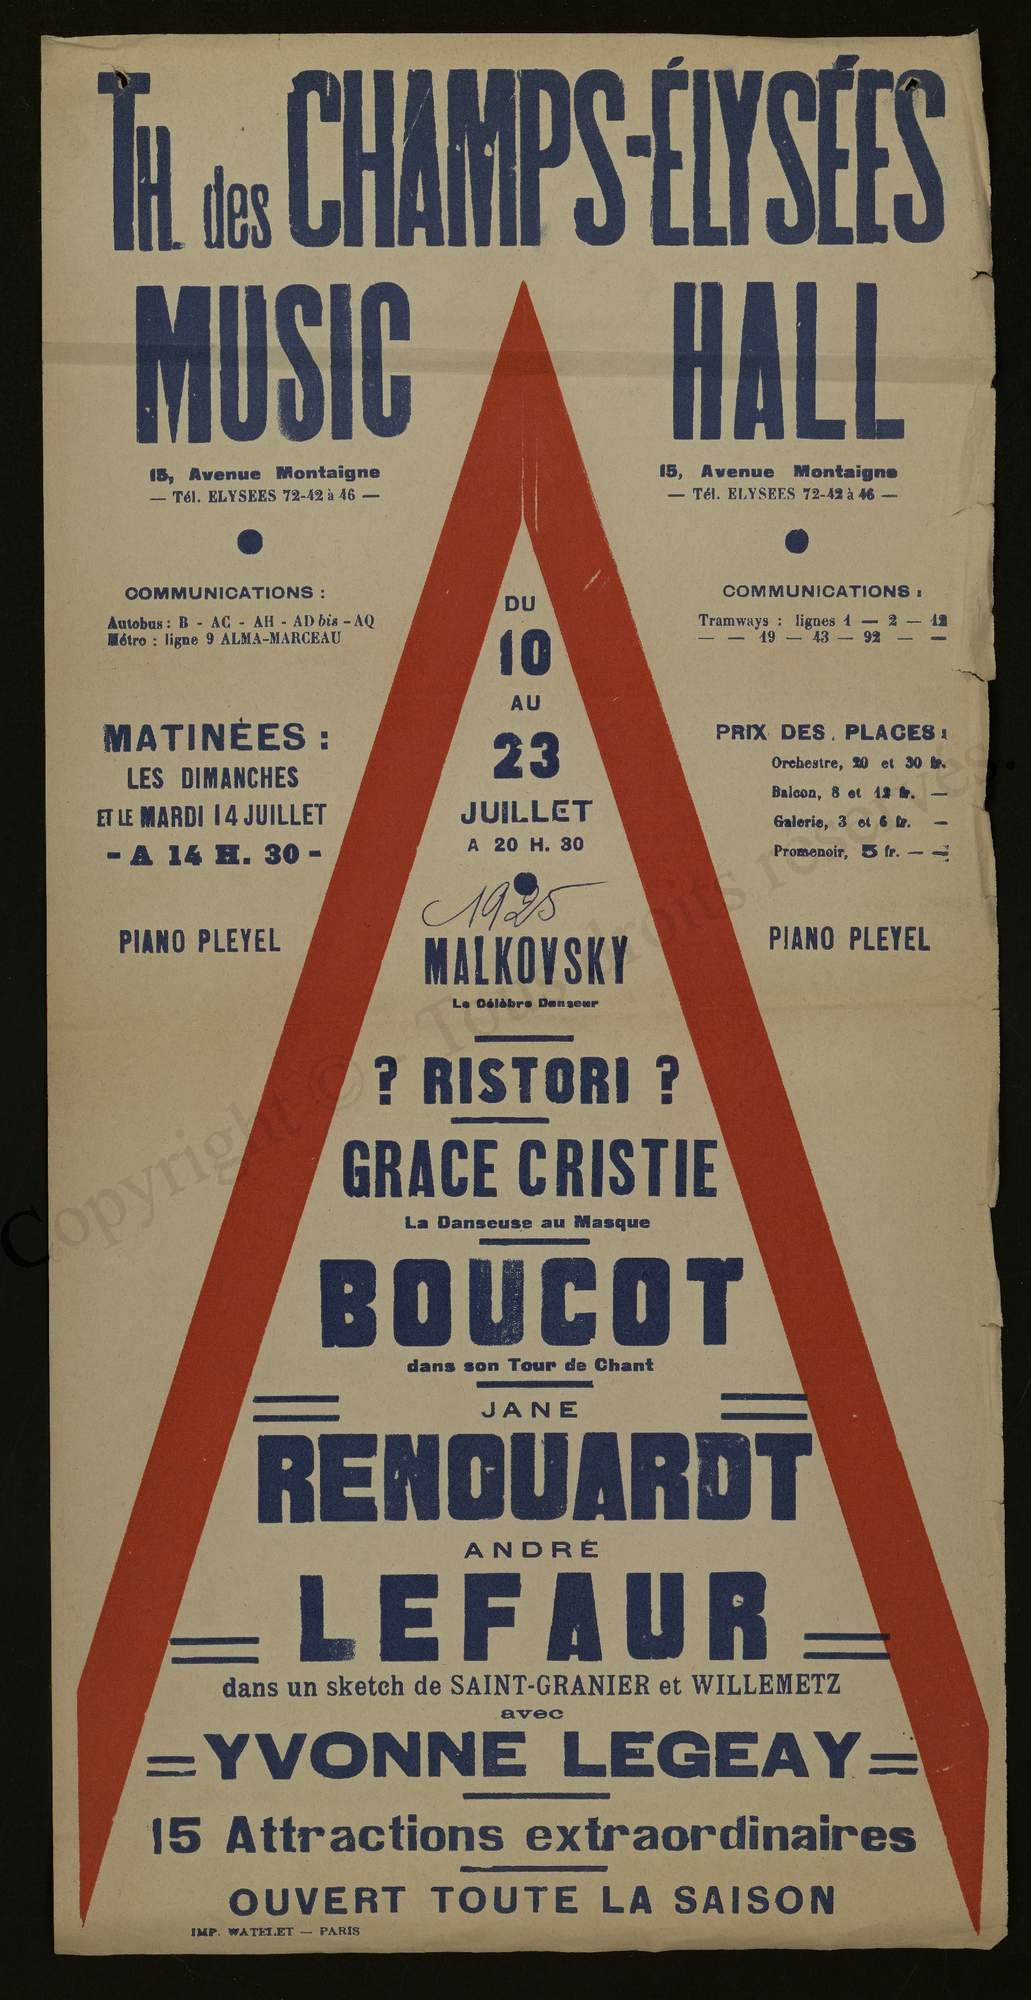 TH. des CHAMPS-ÉLYSÉES
MUSIC HALL
15, Avenue Montaigne
— Tél. ELYSEES 72-42 à 46 —
15, Avenue Montaigne
— Tél. ELYSEES 72-42 à 46 —
COMMUNICATIONS :
Autobus : B - AC - AH - AD bis - AQ
Métro : ligne 9 ALMA-MARCEAU
COMMUNICATIONS :
Tramways : lignes 1 — 2 — 12
— — 19 — 43 — 92 — —
MATINÉES :
LES DIMANCHES
ET LE MARDI 14 JUILLET
- A 14 H. 30 -
DU
10
AU
23
JUILLET
A 20 H. 30
PRIX DES PLACES :
Orchestre, 20 et 30 fr.
Balcon, 8 et 12 fr. —
Galerie, 3 et 6 fr. —
Promenoir, 5 fr. — —
PIANO PLEYEL
PIANO PLEYEL
1925
MALKOVSKY
Le Célèbre Danseur
? RISTORI ?
GRACE CRISTIE
La Danseuse au Masque
BOUCOT
dans son Tour de Chant
JANE
RENOUARDT
ANDRÉ
LEFAUR
dans un sketch de SAINT-GRANIER et WILLEMETZ
avec
YVONNE LEGEAY
15 Attractions extraordinaires
OUVERT TOUTE LA SAISON
IMP. WATELET — PARIS
Copyright © - Tous droits réservés.